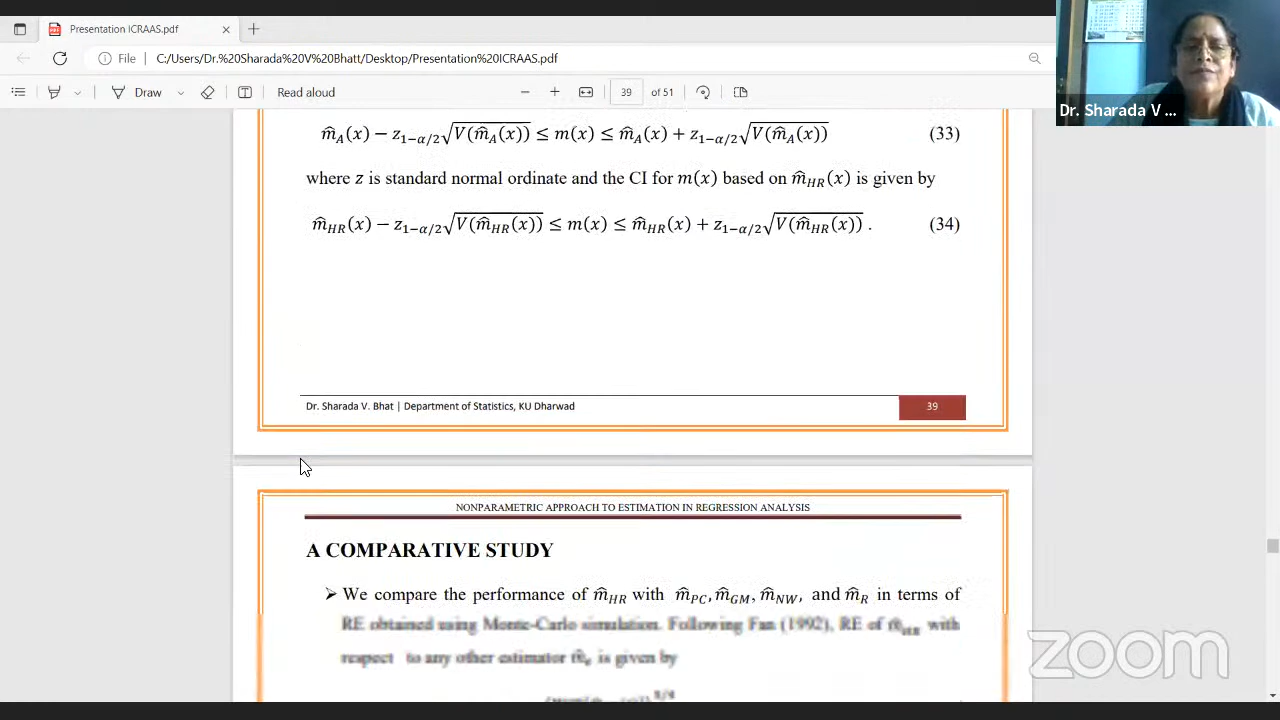 Presentation ICRAAS.pdf
File
C:/Users/Dr.%20Sharada%20V%20Bhatt/Desktop/Presentation%20ICRAAS.pdf
Draw
Read aloud
39
of 51
Dr. Sharada V ...
m̂_A(x) − z_{1−α/2}√V(m̂_A(x)) ≤ m(x) ≤ m̂_A(x) + z_{1−α/2}√V(m̂_A(x)) (33)
where z is standard normal ordinate and the CI for m(x) based on m̂_HR(x) is given by
m̂_HR(x) − z_{1−α/2}√V(m̂_HR(x)) ≤ m(x) ≤ m̂_HR(x) + z_{1−α/2}√V(m̂_HR(x)) . (34)
Dr. Sharada V. Bhat | Department of Statistics, KU Dharwad
39
NONPARAMETRIC APPROACH TO ESTIMATION IN REGRESSION ANALYSIS
A COMPARATIVE STUDY
➢ We compare the performance of m̂_HR with m̂_PC, m̂_GM, m̂_NW, and m̂_R in terms of
RE obtained using Monte-Carlo simulation. Following Fan (1992), RE of m̂_HR with
respect to any other estimator is given by
zoom